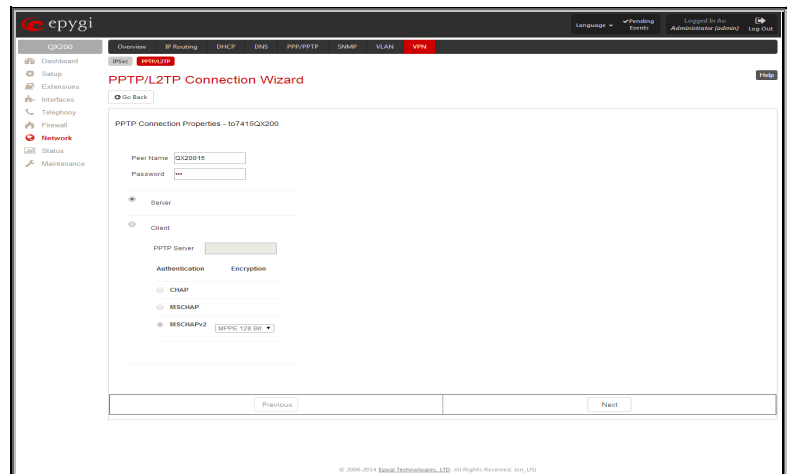 epygi
Language
Pending Events
Logged In As:
Administrator (admin)
Log Out
QX200
Overview IP Routing DHCP DNS PPP/PPTP SNMP VLAN VPN
Dashboard
Setup
Extensions
Interfaces
Telephony
Firewall
Network
Status
Maintenance
IPSec PPTP/L2TP
PPTP/L2TP Connection Wizard
Help
Go Back
PPTP Connection Properties - to7415QX200
Peer Name QX20015
Password •••
Server
Client
PPTP Server
Authentication Encryption
CHAP
MSCHAP
MSCHAPv2 MPPE 128 Bit
Previous Next
© 2000-2014 Epygi Technologies, LTD. All Rights Reserved. (en_US)